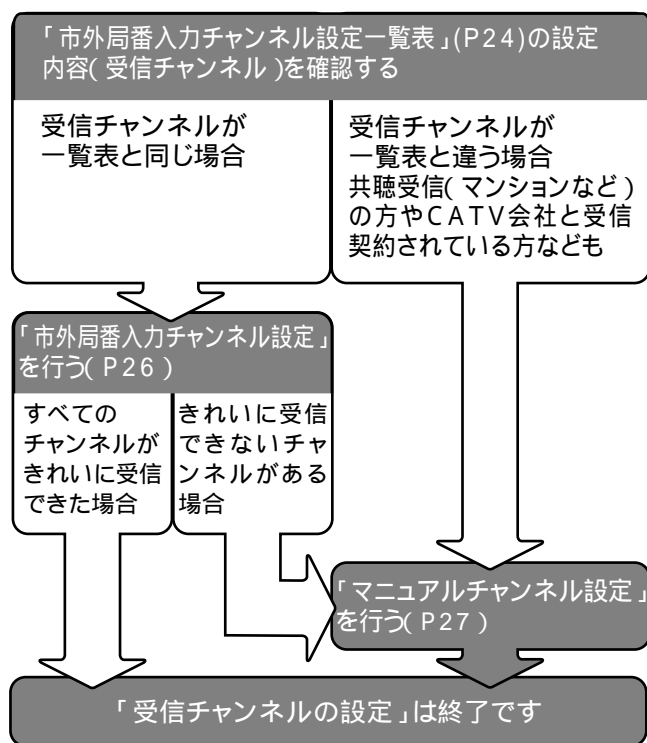 「市外局番入力チャンネル設定一覧表」(P24)の設定
内容(受信チャンネル)を確認する
受信チャンネルが
一覧表と同じ場合
受信チャンネルが
一覧表と違う場合
共聴受信(マンションなど)
の方やCATV会社と受信
契約されている方なども
「市外局番入力チャンネル設定」
を行う(P26)
すべての
チャンネルが
きれいに受信
できた場合
きれいに受信
できないチャ
ンネルがある
場合
「マニュアルチャンネル設定」
を行う(P27)
「受信チャンネルの設定」は終了です